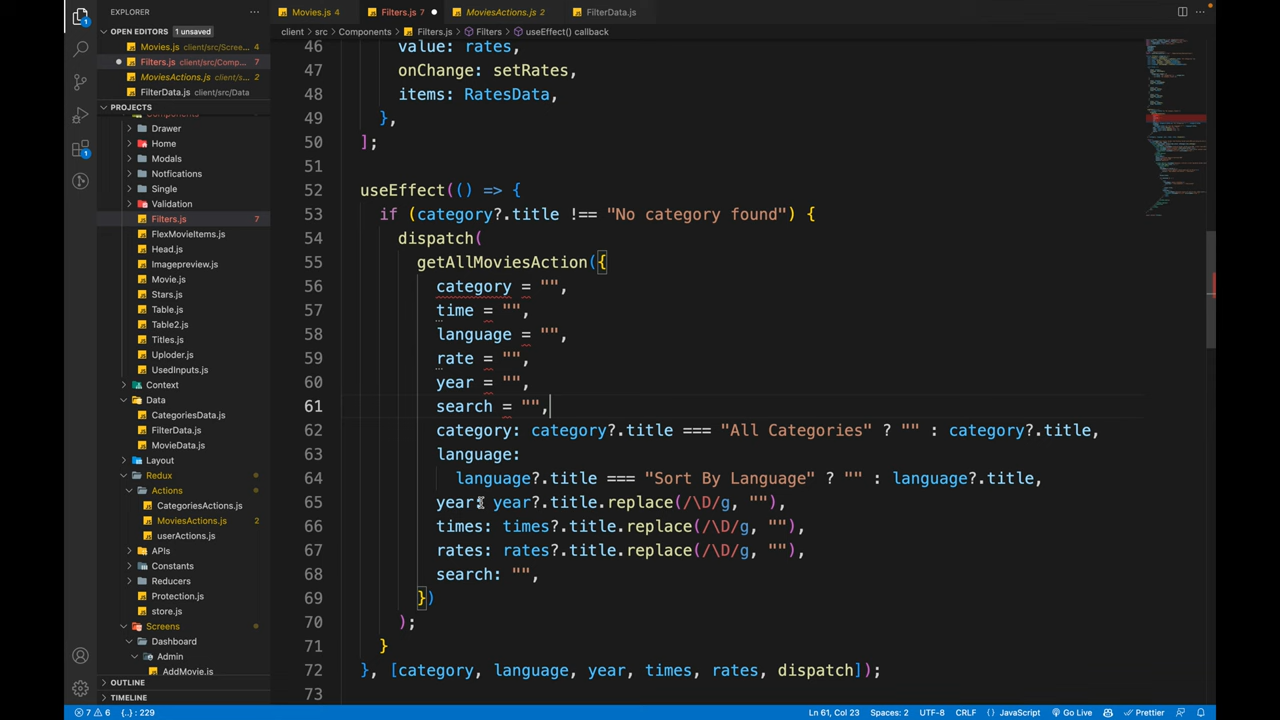 EXPLORER
Movies.js 4
Filters.js 7
MoviesActions.js 2
FilterData.js
OPEN EDITORS 1 unsaved
Movies.js client/src/Scree... 4
Filters.js client/src/Comp... 7
MoviesActions.js client/s... 2
FilterData.js client/src/Data
PROJECTS
Components
Drawer
Home
Modals
Notfications
Single
Validation
Filters.js 7
FlexMovieItems.js
Head.js
Imagepreview.js
Movie.js
Stars.js
Table.js
Table2.js
Titles.js
Uploder.js
UsedInputs.js
Context
Data
CategoriesData.js
FilterData.js
MovieData.js
Layout
Redux
Actions
CategoriesActions.js
MoviesActions.js 2
userActions.js
APIs
Constants
Reducers
Protection.js
store.js
Screens
Dashboard
Admin
AddMovie.js
OUTLINE
TIMELINE
client > src > Components > Filters.js > Filters > useEffect() callback
46 value: rates,
47 onChange: setRates,
48 items: RatesData,
49 },
50 ];
51
52 useEffect(() => {
53 if (category?.title !== "No category found") {
54 dispatch(
55 getAllMoviesAction({
56 category = "",
57 time = "",
58 language = "",
59 rate = "",
60 year = "",
61 search = "",
62 category: category?.title === "All Categories" ? "" : category?.title,
63 language:
64 language?.title === "Sort By Language" ? "" : language?.title,
65 year: year?.title.replace(/\D/g, ""),
66 times: times?.title.replace(/\D/g, ""),
67 rates: rates?.title.replace(/\D/g, ""),
68 search: "",
69 })
70 );
71 }
72 }, [category, language, year, times, rates, dispatch]);
73
7 6 {..} : 229 Ln 61, Col 23 Spaces: 2 UTF-8 CRLF JavaScript Go Live Prettier